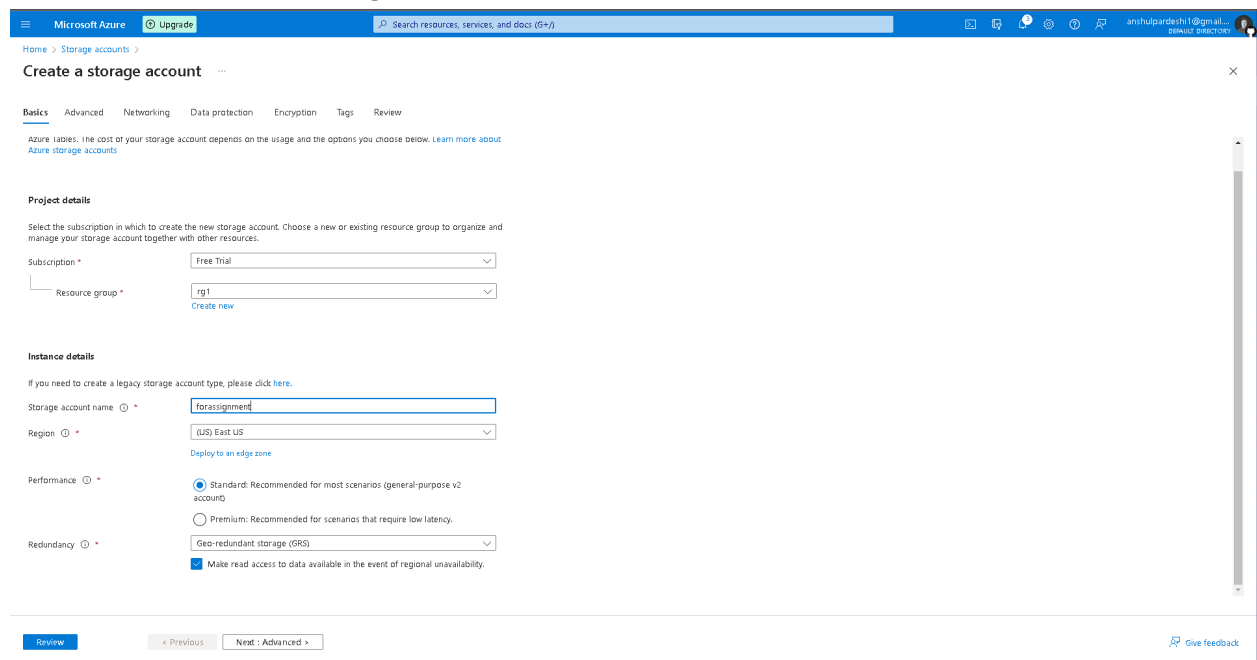 Microsoft Azure
Upgrade
Search resources, services, and docs (G+/)
3
anshulpardeshi1@gmail....
DEFAULT DIRECTORY
Home > Storage accounts >
Create a storage account ...
Basics Advanced Networking Data protection Encryption Tags Review
Azure Tables. The cost of your storage account depends on the usage and the options you choose below. Learn more about
Azure storage accounts
Project details
Select the subscription in which to create the new storage account. Choose a new or existing resource group to organize and
manage your storage account together with other resources.
Subscription *
Free Trial
Resource group *
rg1
Create new
Instance details
If you need to create a legacy storage account type, please click here.
Storage account name *
forassignment
Region *
(US) East US
Deploy to an edge zone
Performance *
Standard: Recommended for most scenarios (general-purpose v2
account)
Premium: Recommended for scenarios that require low latency.
Redundancy *
Geo-redundant storage (GRS)
Make read access to data available in the event of regional unavailability.
Review
< Previous
Next : Advanced >
Give feedback